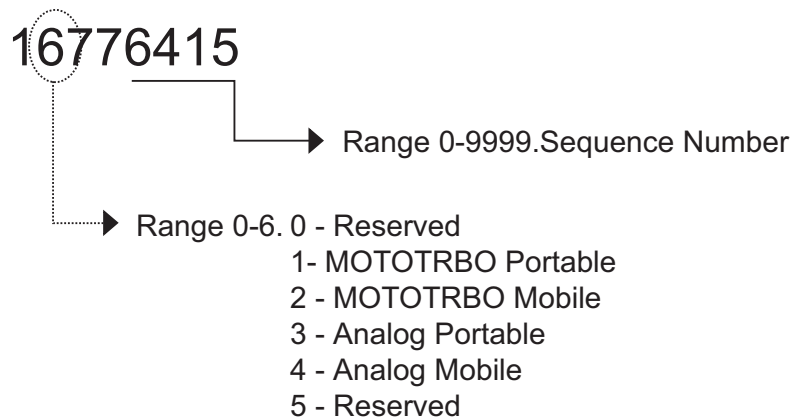 16776415
Range 0-9999.Sequence Number
Range 0-6. 0 - Reserved
1- MOTOTRBO Portable
2 - MOTOTRBO Mobile
3 - Analog Portable
4 - Analog Mobile
5 - Reserved